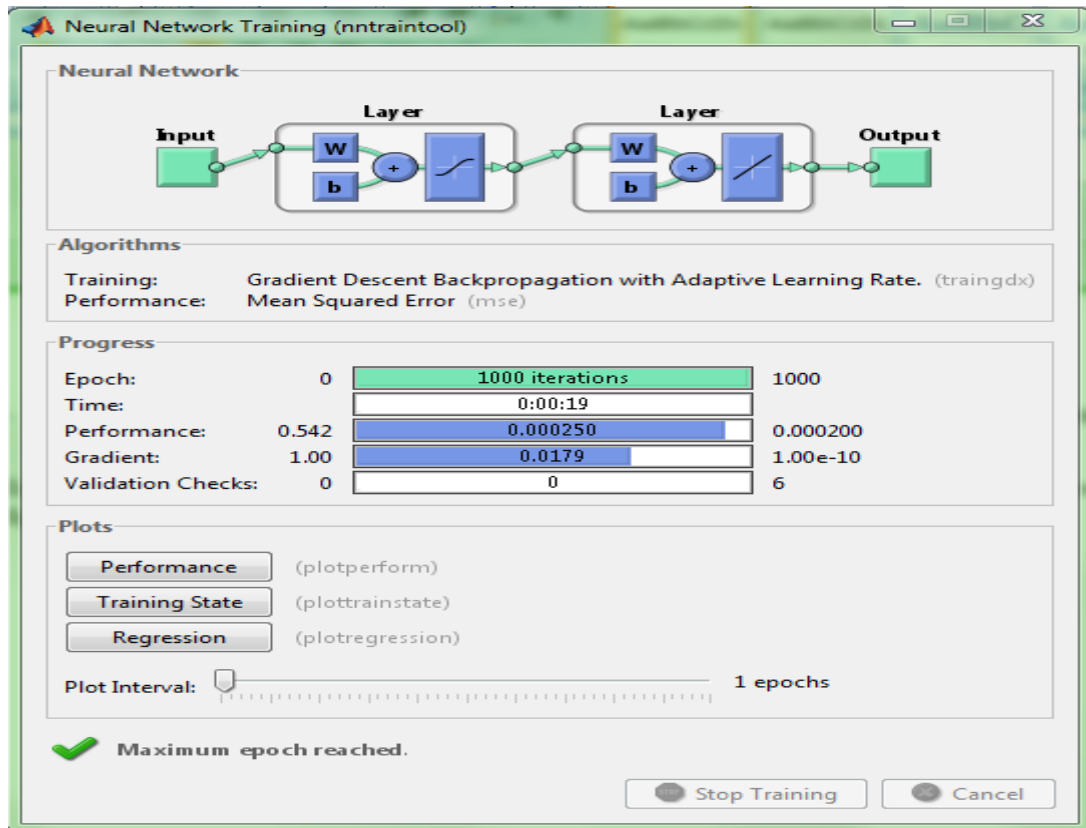 Neural Network Training (nntraintool)
Neural Network
Layer Layer
Input Output
W W
b b
+ +
Algorithms
Training: Gradient Descent Backpropagation with Adaptive Learning Rate. (traingdx)
Performance: Mean Squared Error (mse)
Progress
Epoch: 0 1000 iterations 1000
Time: 0:00:19
Performance: 0.542 0.000250 0.000200
Gradient: 1.00 0.0179 1.00e-10
Validation Checks: 0 0 6
Plots
Performance (plotperform)
Training State (plottrainstate)
Regression (plotregression)
Plot Interval: 1 epochs
Maximum epoch reached.
Stop Training Cancel